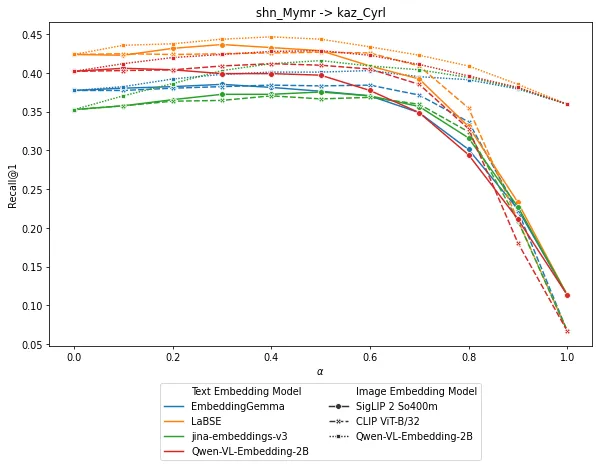 shn_Mymr -> kaz_Cyrl
Recall@1
0.45
0.40
0.35
0.30
0.25
0.20
0.15
0.10
0.05
0.0
0.2
0.4
0.6
0.8
1.0
α
Text Embedding Model
EmbeddingGemma
LaBSE
jina-embeddings-v3
Qwen-VL-Embedding-2B
Image Embedding Model
SigLIP 2 So400m
CLIP ViT-B/32
Qwen-VL-Embedding-2B